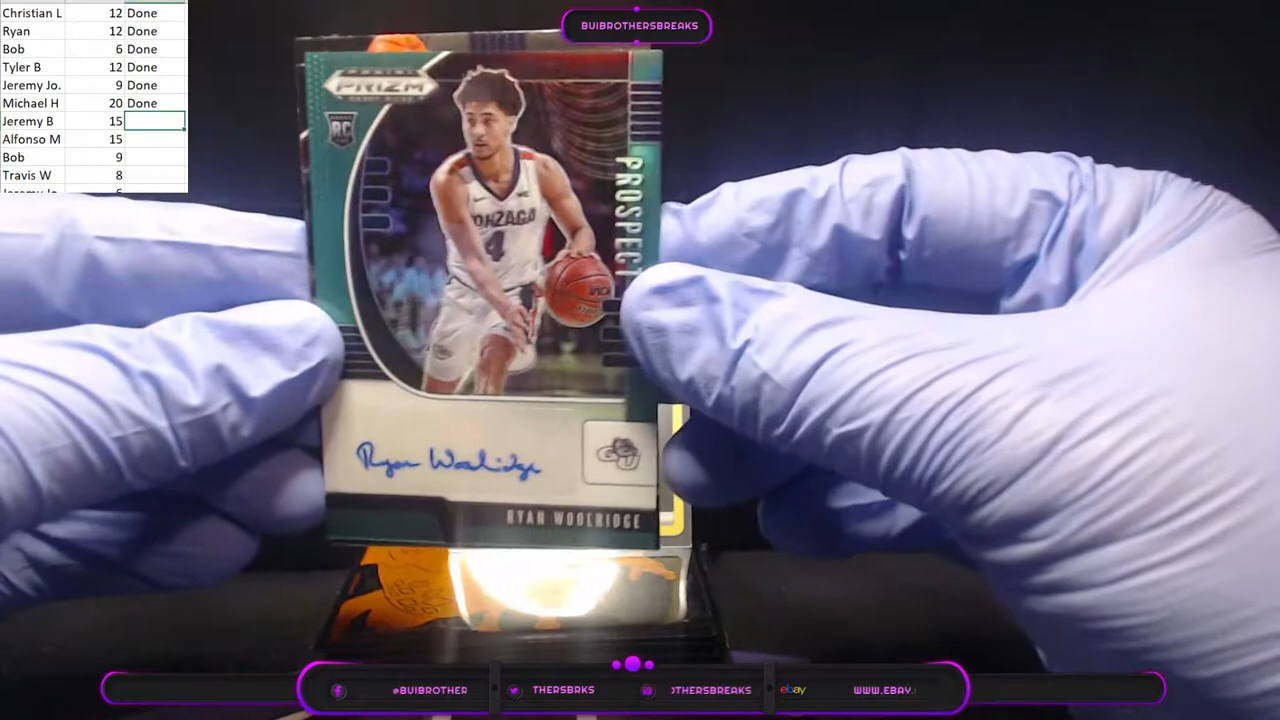 Christian L 12 Done
Ryan 12 Done
Bob 6 Done
Tyler B 12 Done
Jeremy Jo. 9 Done
Michael H 20 Done
Jeremy B 15
Alfonso M 15
Bob 9
Travis W 8
BUIBROTHERSBREAKS
PANINI
PRIZM
RC
PROSPECT
GONZAGA
4
Ryan Woolridge
GU
RYAN WOOLRIDGE
@BUIBROTHER
THERSBRKS
OTHERSBREAKS
ebay
WWW.EBAY.